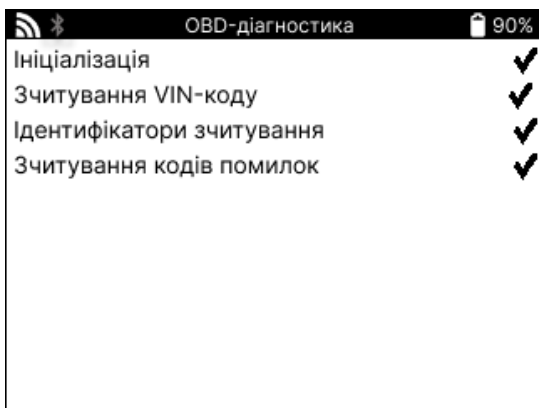 OBD-діагностика 90%
Ініціалізація
Зчитування VIN-коду
Ідентифікатори зчитування
Зчитування кодів помилок